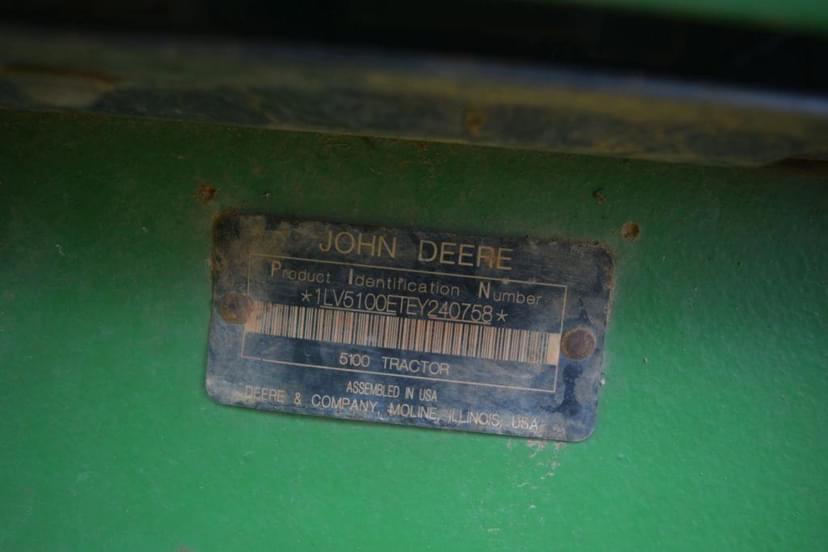 JOHN DEERE
Product Identification Number
*1LV5100ETEY240758*
5100 TRACTOR
ASSEMBLED IN USA
DEERE & COMPANY, MOLINE, ILLINOIS, USA